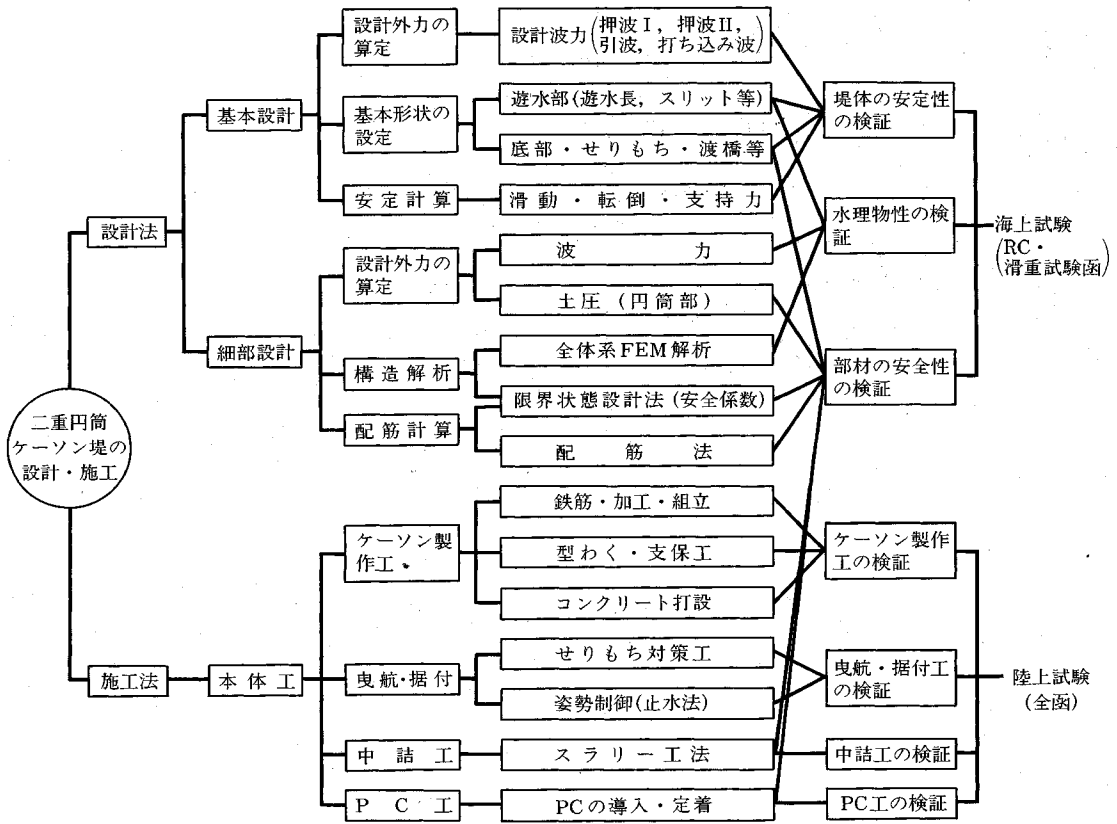 二重円筒
ケーソン堤の
設計・施工
設計法
基本設計
設計外力の
算定
設計波力(押波Ⅰ，押波Ⅱ，
引波，打ち込み波)
基本形状の
設定
遊水部(遊水長，スリット等)
底部・せりもち・渡橋等
安定計算
滑動・転倒・支持力
細部設計
設計外力の
算定
波力
土圧(円筒部)
構造解析
全体系FEM解析
限界状態設計法(安全係数)
配筋計算
配筋法
施工法
本体工
ケーソン製
作工
鉄筋・加工・組立
型わく・支保工
コンクリート打設
曳航・据付
せりもち対策工
姿勢制御(止水法)
中詰工
スラリー工法
PC工
PCの導入・定着
堤体の安定性
の検証
水理物性の検
証
部材の安全性
の検証
海上試験
(RC・
滑重試験函)
ケーソン製作
工の検証
曳航・据付工
の検証
中詰工の検証
PC工の検証
陸上試験
(全函)